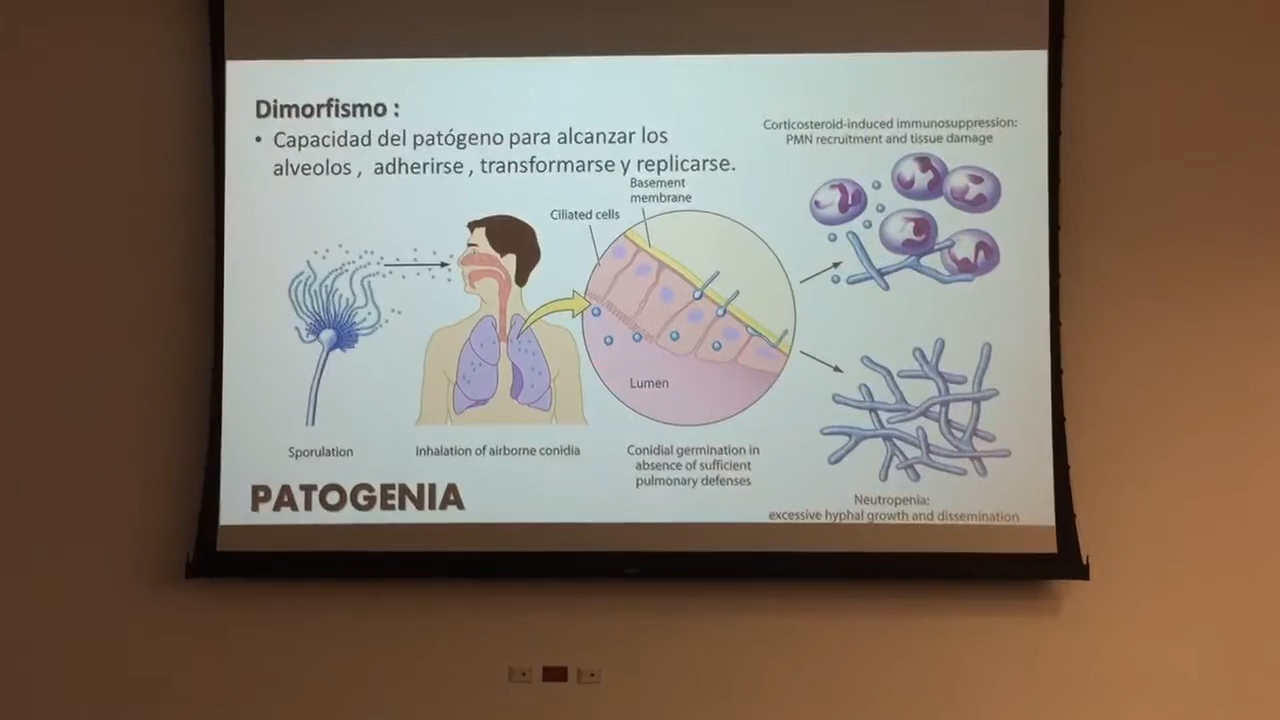 Dimorfismo :
• Capacidad del patógeno para alcanzar los
alveolos , adherirse , transformarse y replicarse.
Corticosteroid-induced immunosuppression:
PMN recruitment and tissue damage
Basement
membrane
Ciliated cells
Lumen
Sporulation
Inhalation of airborne conidia
Conidial germination in
absence of sufficient
pulmonary defenses
Neutropenia:
excessive hyphal growth and dissemination
PATOGENIA